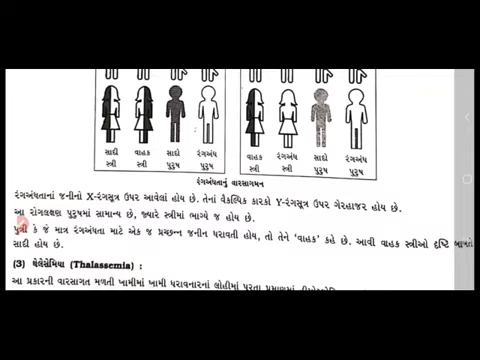 સાદી વાહક સાદો રંગઅંધ વાહક રંગઅંધ સાદો રંગઅંધ
સ્ત્રી સ્ત્રી પુરુષ પુરુષ સ્ત્રી સ્ત્રી પુરુષ પુરુષ
રંગઅંધતાનું વારસાગમન
રંગઅંધતાનાં જનીનો X-રંગસૂત્ર ઉપર આવેલાં હોય છે. તેનાં વૈકલ્પિક કારકો Y-રંગસૂત્ર ઉપર ગેરહાજર હોય છે.
આ રોગલક્ષણ પુરુષમાં સામાન્ય છે, જ્યારે સ્ત્રીમાં ભાગ્યે જ હોય છે.
પુત્રી કે જે માત્ર રંગઅંધતા માટે એક જ પ્રચ્છન્ન જનીન ધરાવતી હોય, તો તેને ‘વાહક’ કહે છે. આવી વાહક સ્ત્રીઓ દૃષ્ટિ બાબતે
સાદી હોય છે.
(3) થેલેસેમિયા (Thalassemia) :
આ પ્રકારની વારસાગત મળતી ખામીમાં ખામી ધરાવનારનાં લોહીમાં પૂરતા પ્રમાણમાં